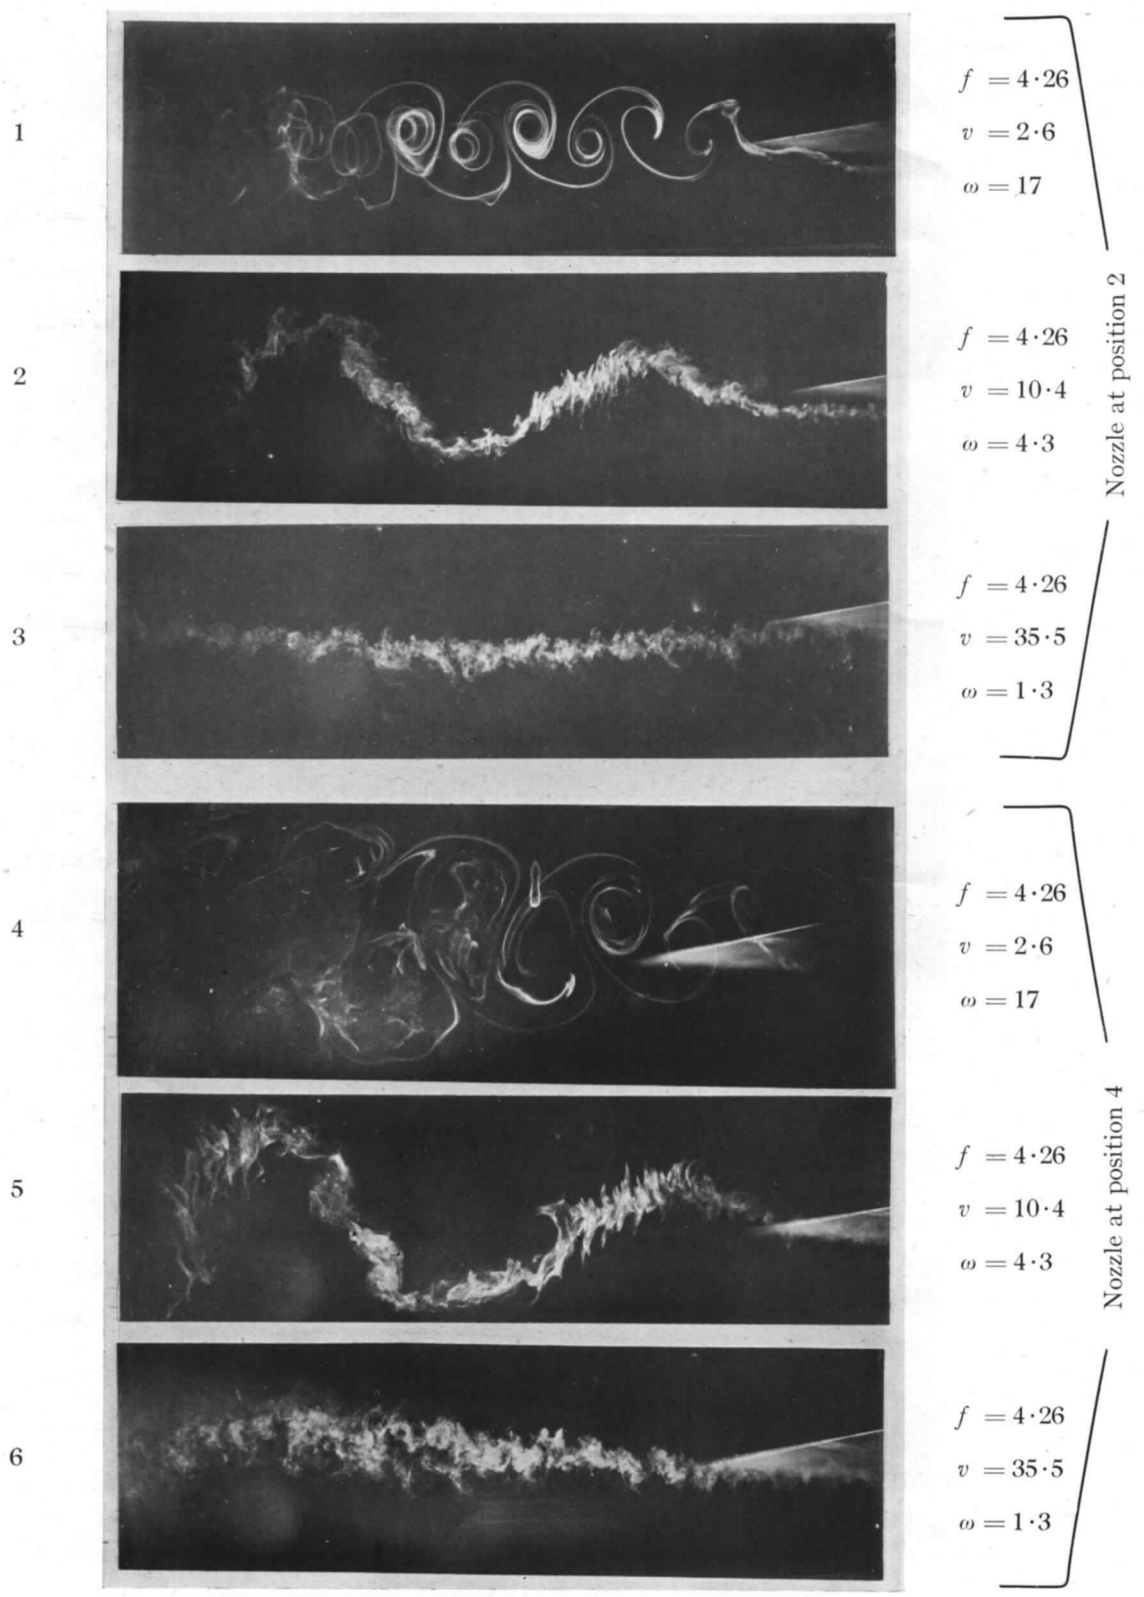 1
f = 4·26
v = 2·6
ω = 17
2
f = 4·26
v = 10·4
ω = 4·3
3
f = 4·26
v = 35·5
ω = 1·3
Nozzle at position 2
4
f = 4·26
v = 2·6
ω = 17
5
f = 4·26
v = 10·4
ω = 4·3
6
f = 4·26
v = 35·5
ω = 1·3
Nozzle at position 4